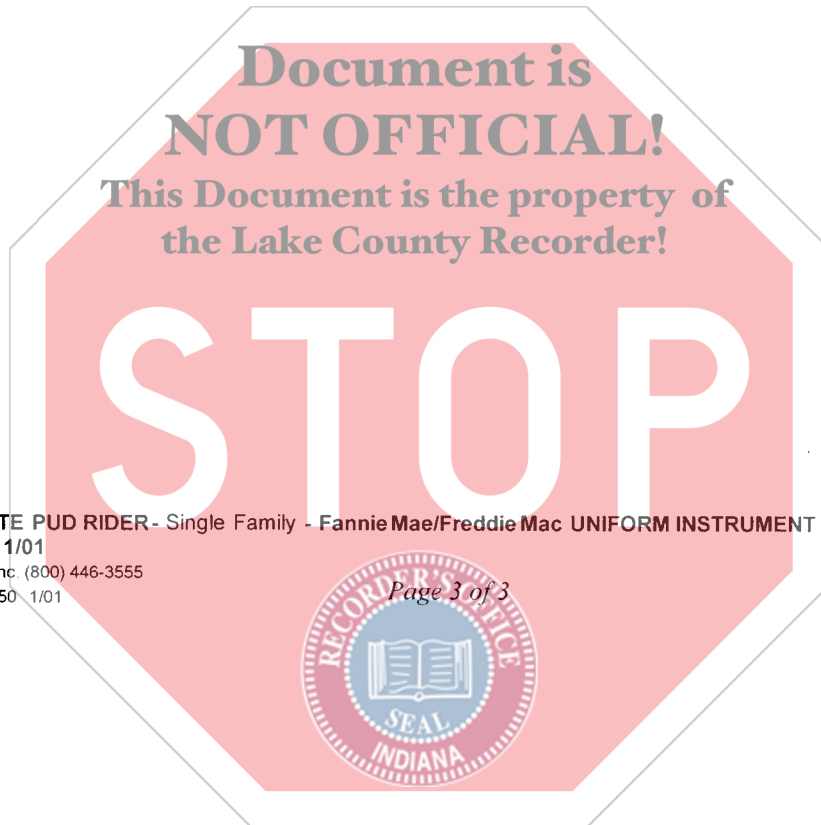 Document is
NOT OFFICIAL!
This Document is the property of
the Lake County Recorder!
STOP
TE PUD RIDER - Single Family - Fannie Mae/Freddie Mac UNIFORM INSTRUMENT
1/01
nc. (800) 446-3555
50 1/01
Page 3 of 3
RECORDER'S OFFICE
SEAL
INDIANA